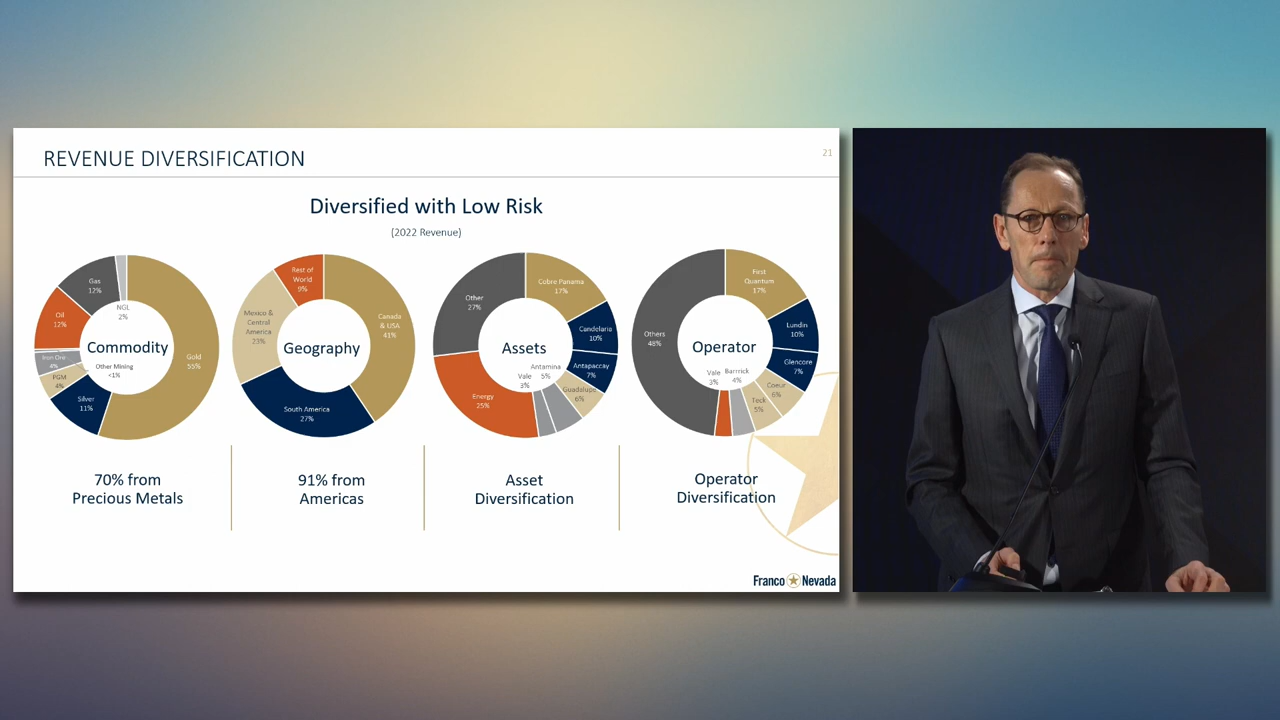 REVENUE DIVERSIFICATION
21
Diversified with Low Risk
(2022 Revenue)
Commodity
Gold
55%
Silver
11%
PGM
4%
Iron Ore
4%
Other Mining
<1%
Oil
12%
Gas
12%
NGL
2%
70% from
Precious Metals
Geography
Canada
& USA
41%
South America
27%
Mexico &
Central
America
23%
Rest of
World
9%
91% from
Americas
Assets
Cobre Panama
17%
Candelaria
10%
Antapaccay
7%
Guadalupe
6%
Antamina
5%
Vale
3%
Energy
25%
Other
27%
Asset
Diversification
Operator
First
Quantum
17%
Lundin
10%
Glencore
7%
Coeur
6%
Teck
5%
Barrick
4%
Vale
3%
Others
48%
Operator
Diversification
Franco Nevada